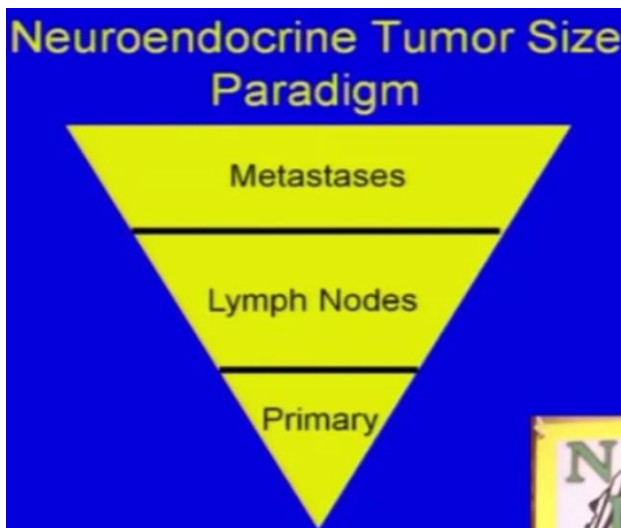 Neuroendocrine Tumor Size
Paradigm
Metastases
Lymph Nodes
Primary
N